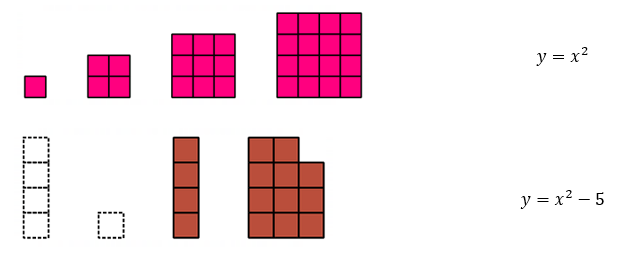 y = x²
y = x² − 5